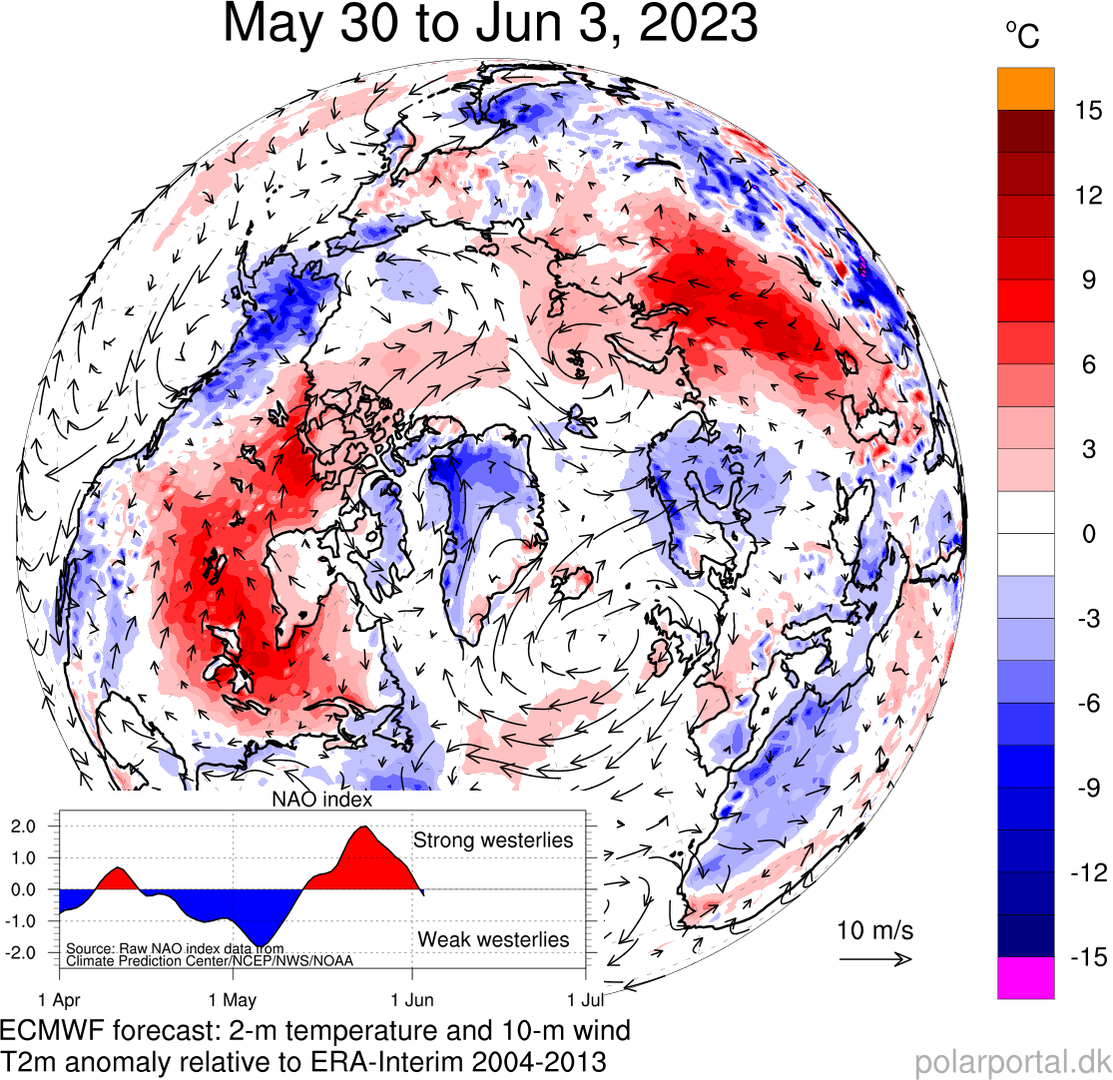 May 30 to Jun 3, 2023
°C
15
12
9
6
3
0
-3
-6
-9
-12
-15
NAO index
2.0
1.0
0.0
-1.0
-2.0
Strong westerlies
Weak westerlies
Source: Raw NAO index data from
Climate Prediction Center/NCEP/NWS/NOAA
1 Apr
1 May
1 Jun
1 Jul
10 m/s
ECMWF forecast: 2-m temperature and 10-m wind
T2m anomaly relative to ERA-Interim 2004-2013
polarportal.dk